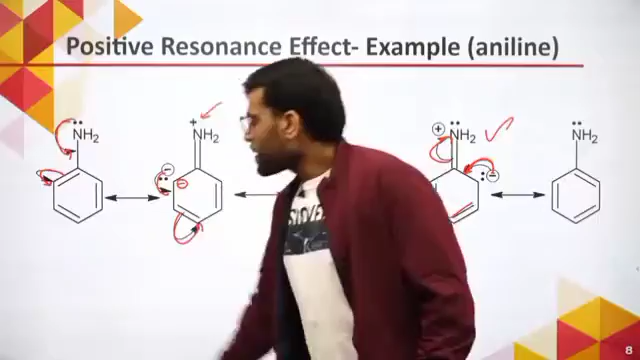 Positive Resonance Effect- Example (aniline)
NH2
+
NH2
+
NH2
NH2
8